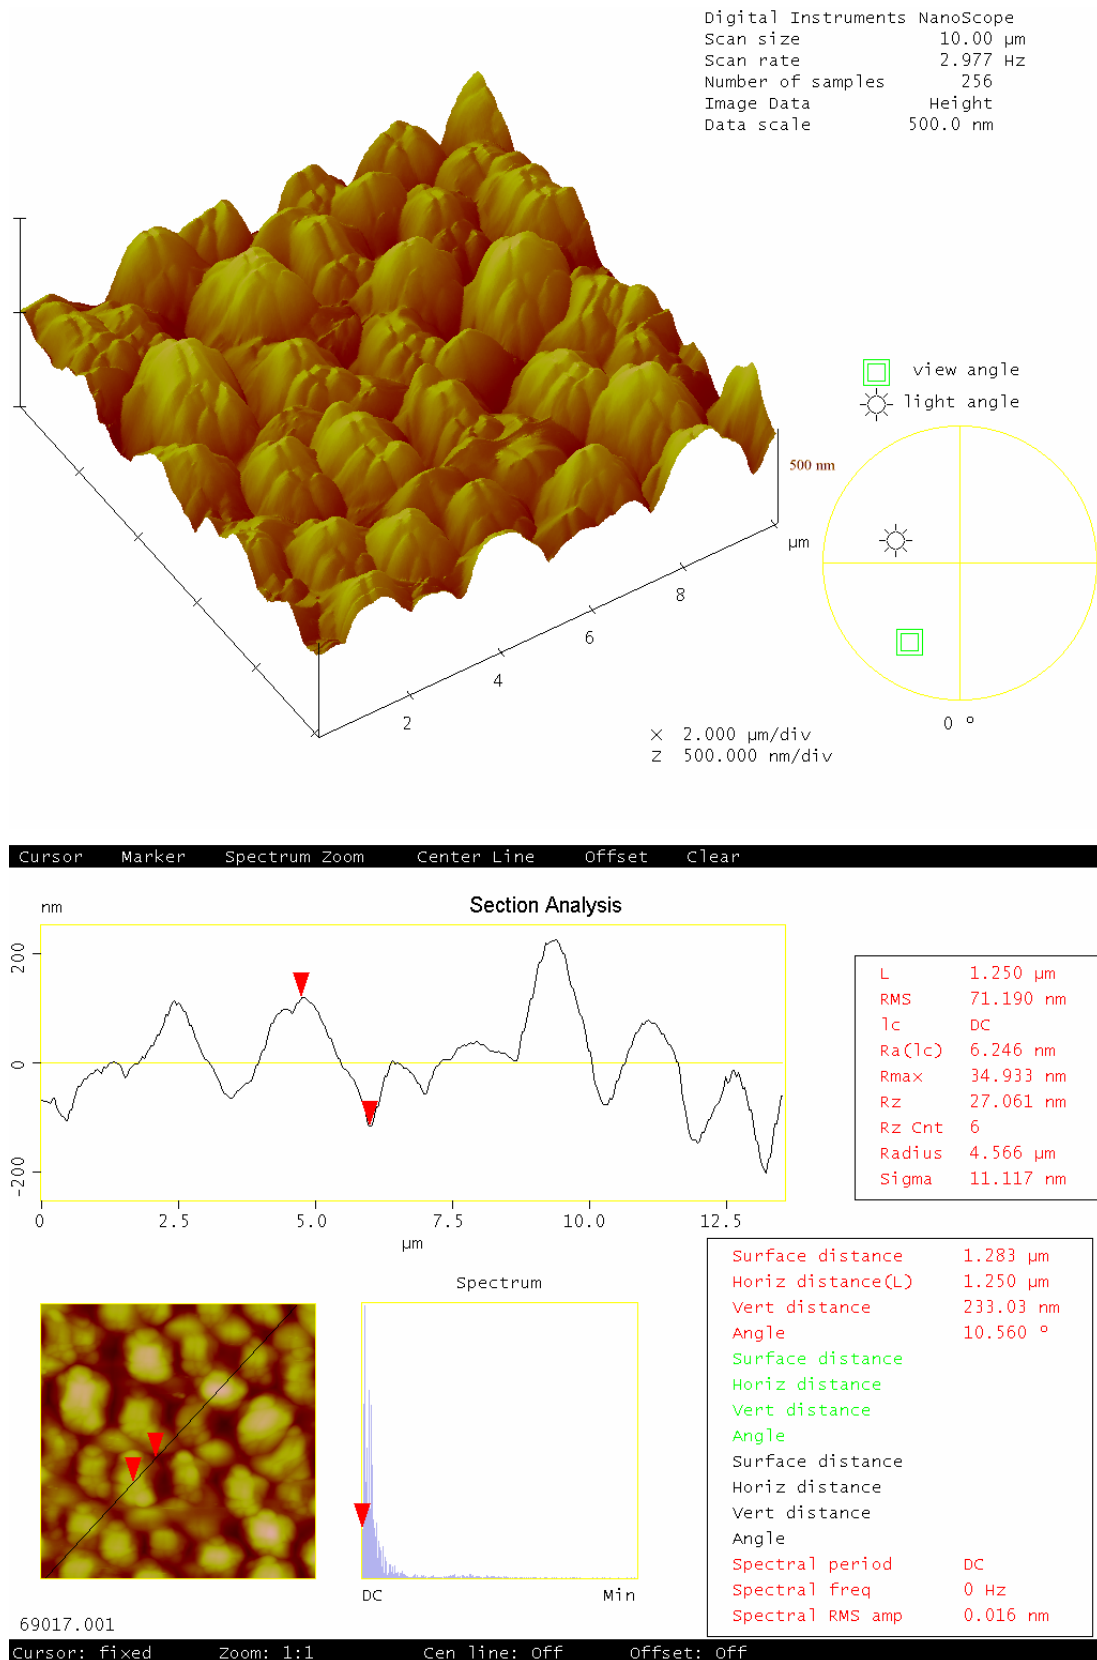 Digital Instruments NanoScope
Scan size 10.00 µm
Scan rate 2.977 Hz
Number of samples 256
Image Data Height
Data scale 500.0 nm
view angle
light angle
500 nm
µm
8
6
4
2
0 º
X 2.000 µm/div
Z 500.000 nm/div
Cursor Marker Spectrum Zoom Center Line Offset Clear
nm
Section Analysis
200
0
-200
0 2.5 5.0 7.5 10.0 12.5
µm
L 1.250 µm
RMS 71.190 nm
lc DC
Ra(lc) 6.246 nm
Rmax 34.933 nm
Rz 27.061 nm
Rz Cnt 6
Radius 4.566 µm
Sigma 11.117 nm
Spectrum
DC Min
Surface distance 1.283 µm
Horiz distance(L) 1.250 µm
Vert distance 233.03 nm
Angle 10.560 º
Surface distance
Horiz distance
Vert distance
Angle
Surface distance
Horiz distance
Vert distance
Angle
Spectral period DC
Spectral freq 0 Hz
Spectral RMS amp 0.016 nm
69017.001
Cursor: fixed Zoom: 1:1 Cen line: Off Offset: Off